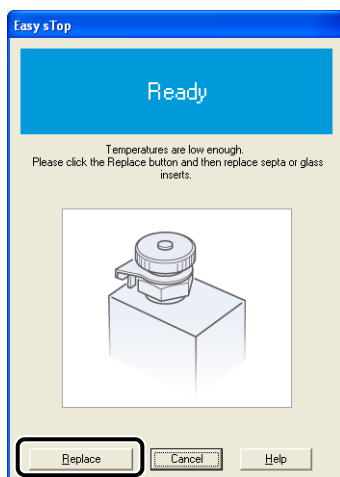 Easy sTop
Ready
Temperatures are low enough.
Please click the Replace button and then replace septa or glass
inserts.
Replace
Cancel
Help